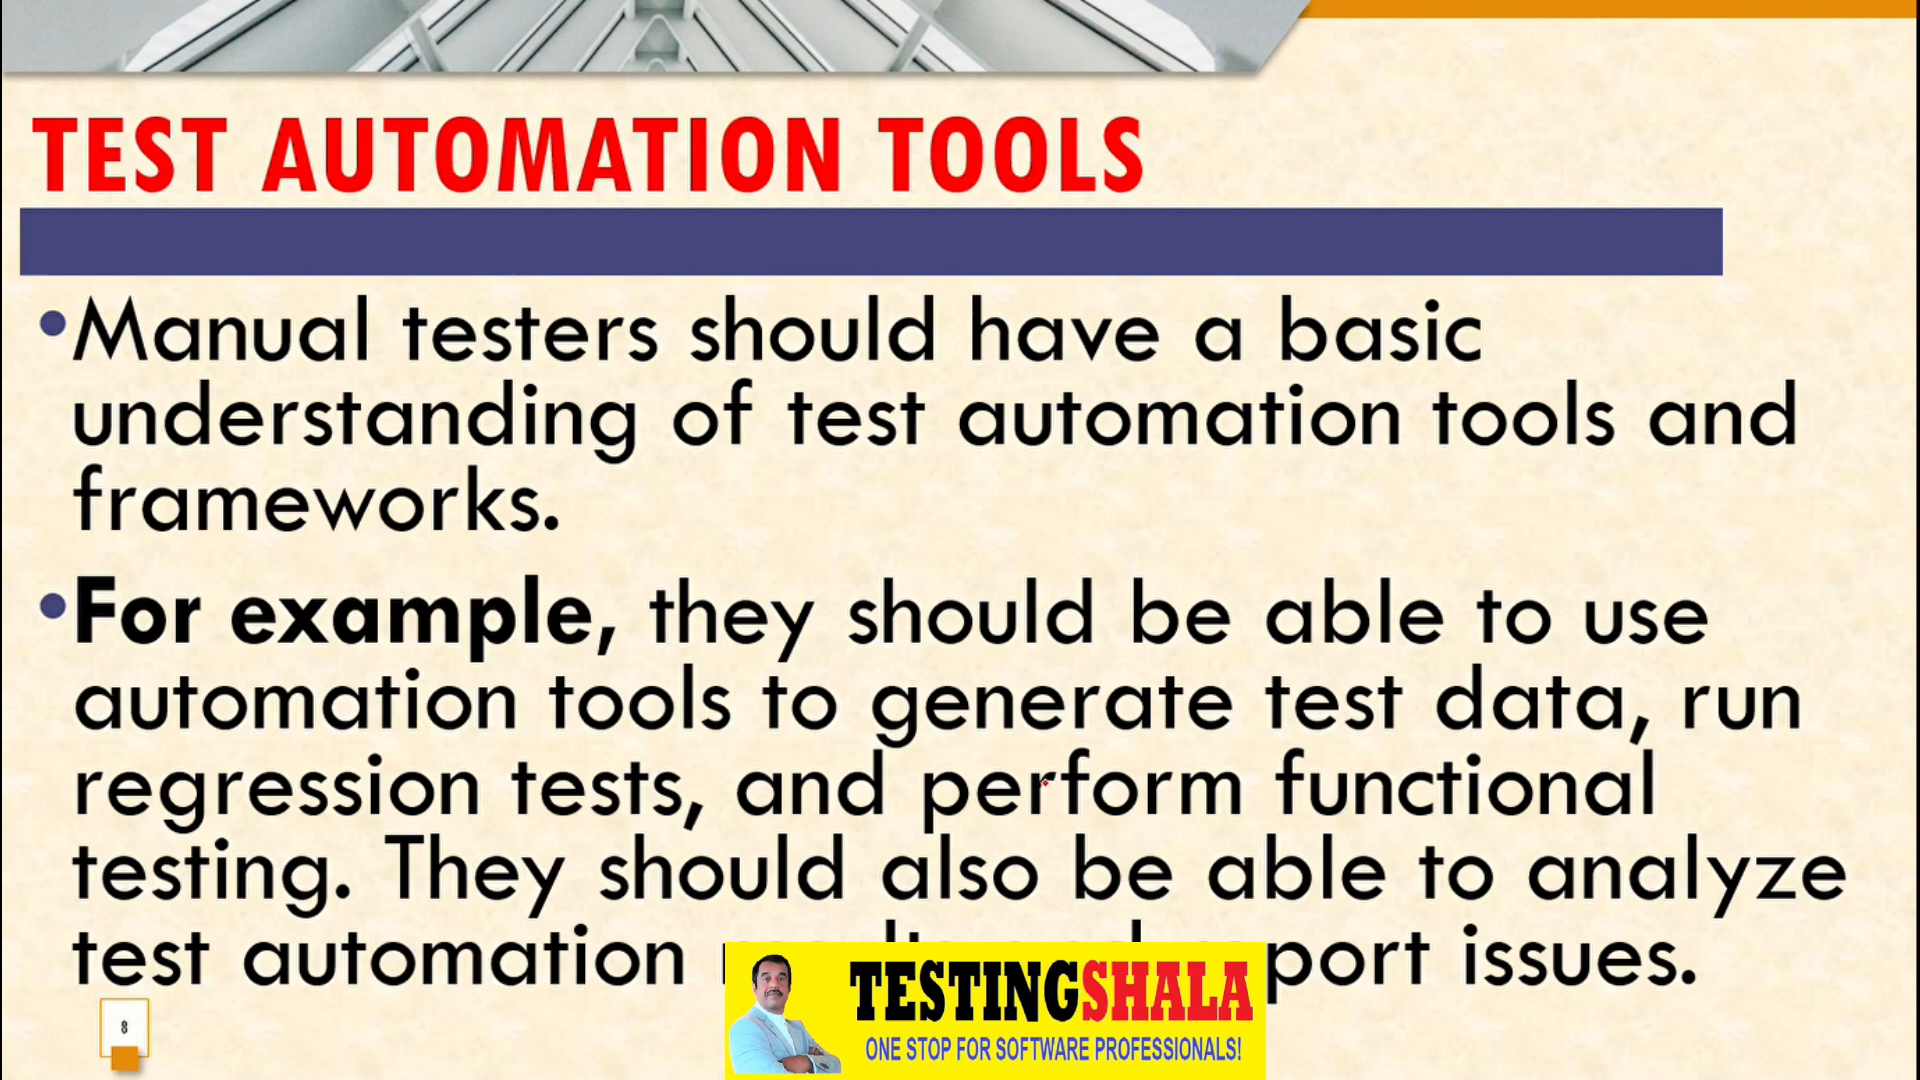 TEST AUTOMATION TOOLS
•Manual testers should have a basic
understanding of test automation tools and
frameworks.
•For example, they should be able to use
automation tools to generate test data, run
regression tests, and perform functional
testing. They should also be able to analyze
test automation port issues.
TESTINGSHALA
ONE STOP FOR SOFTWARE PROFESSIONALS!
8